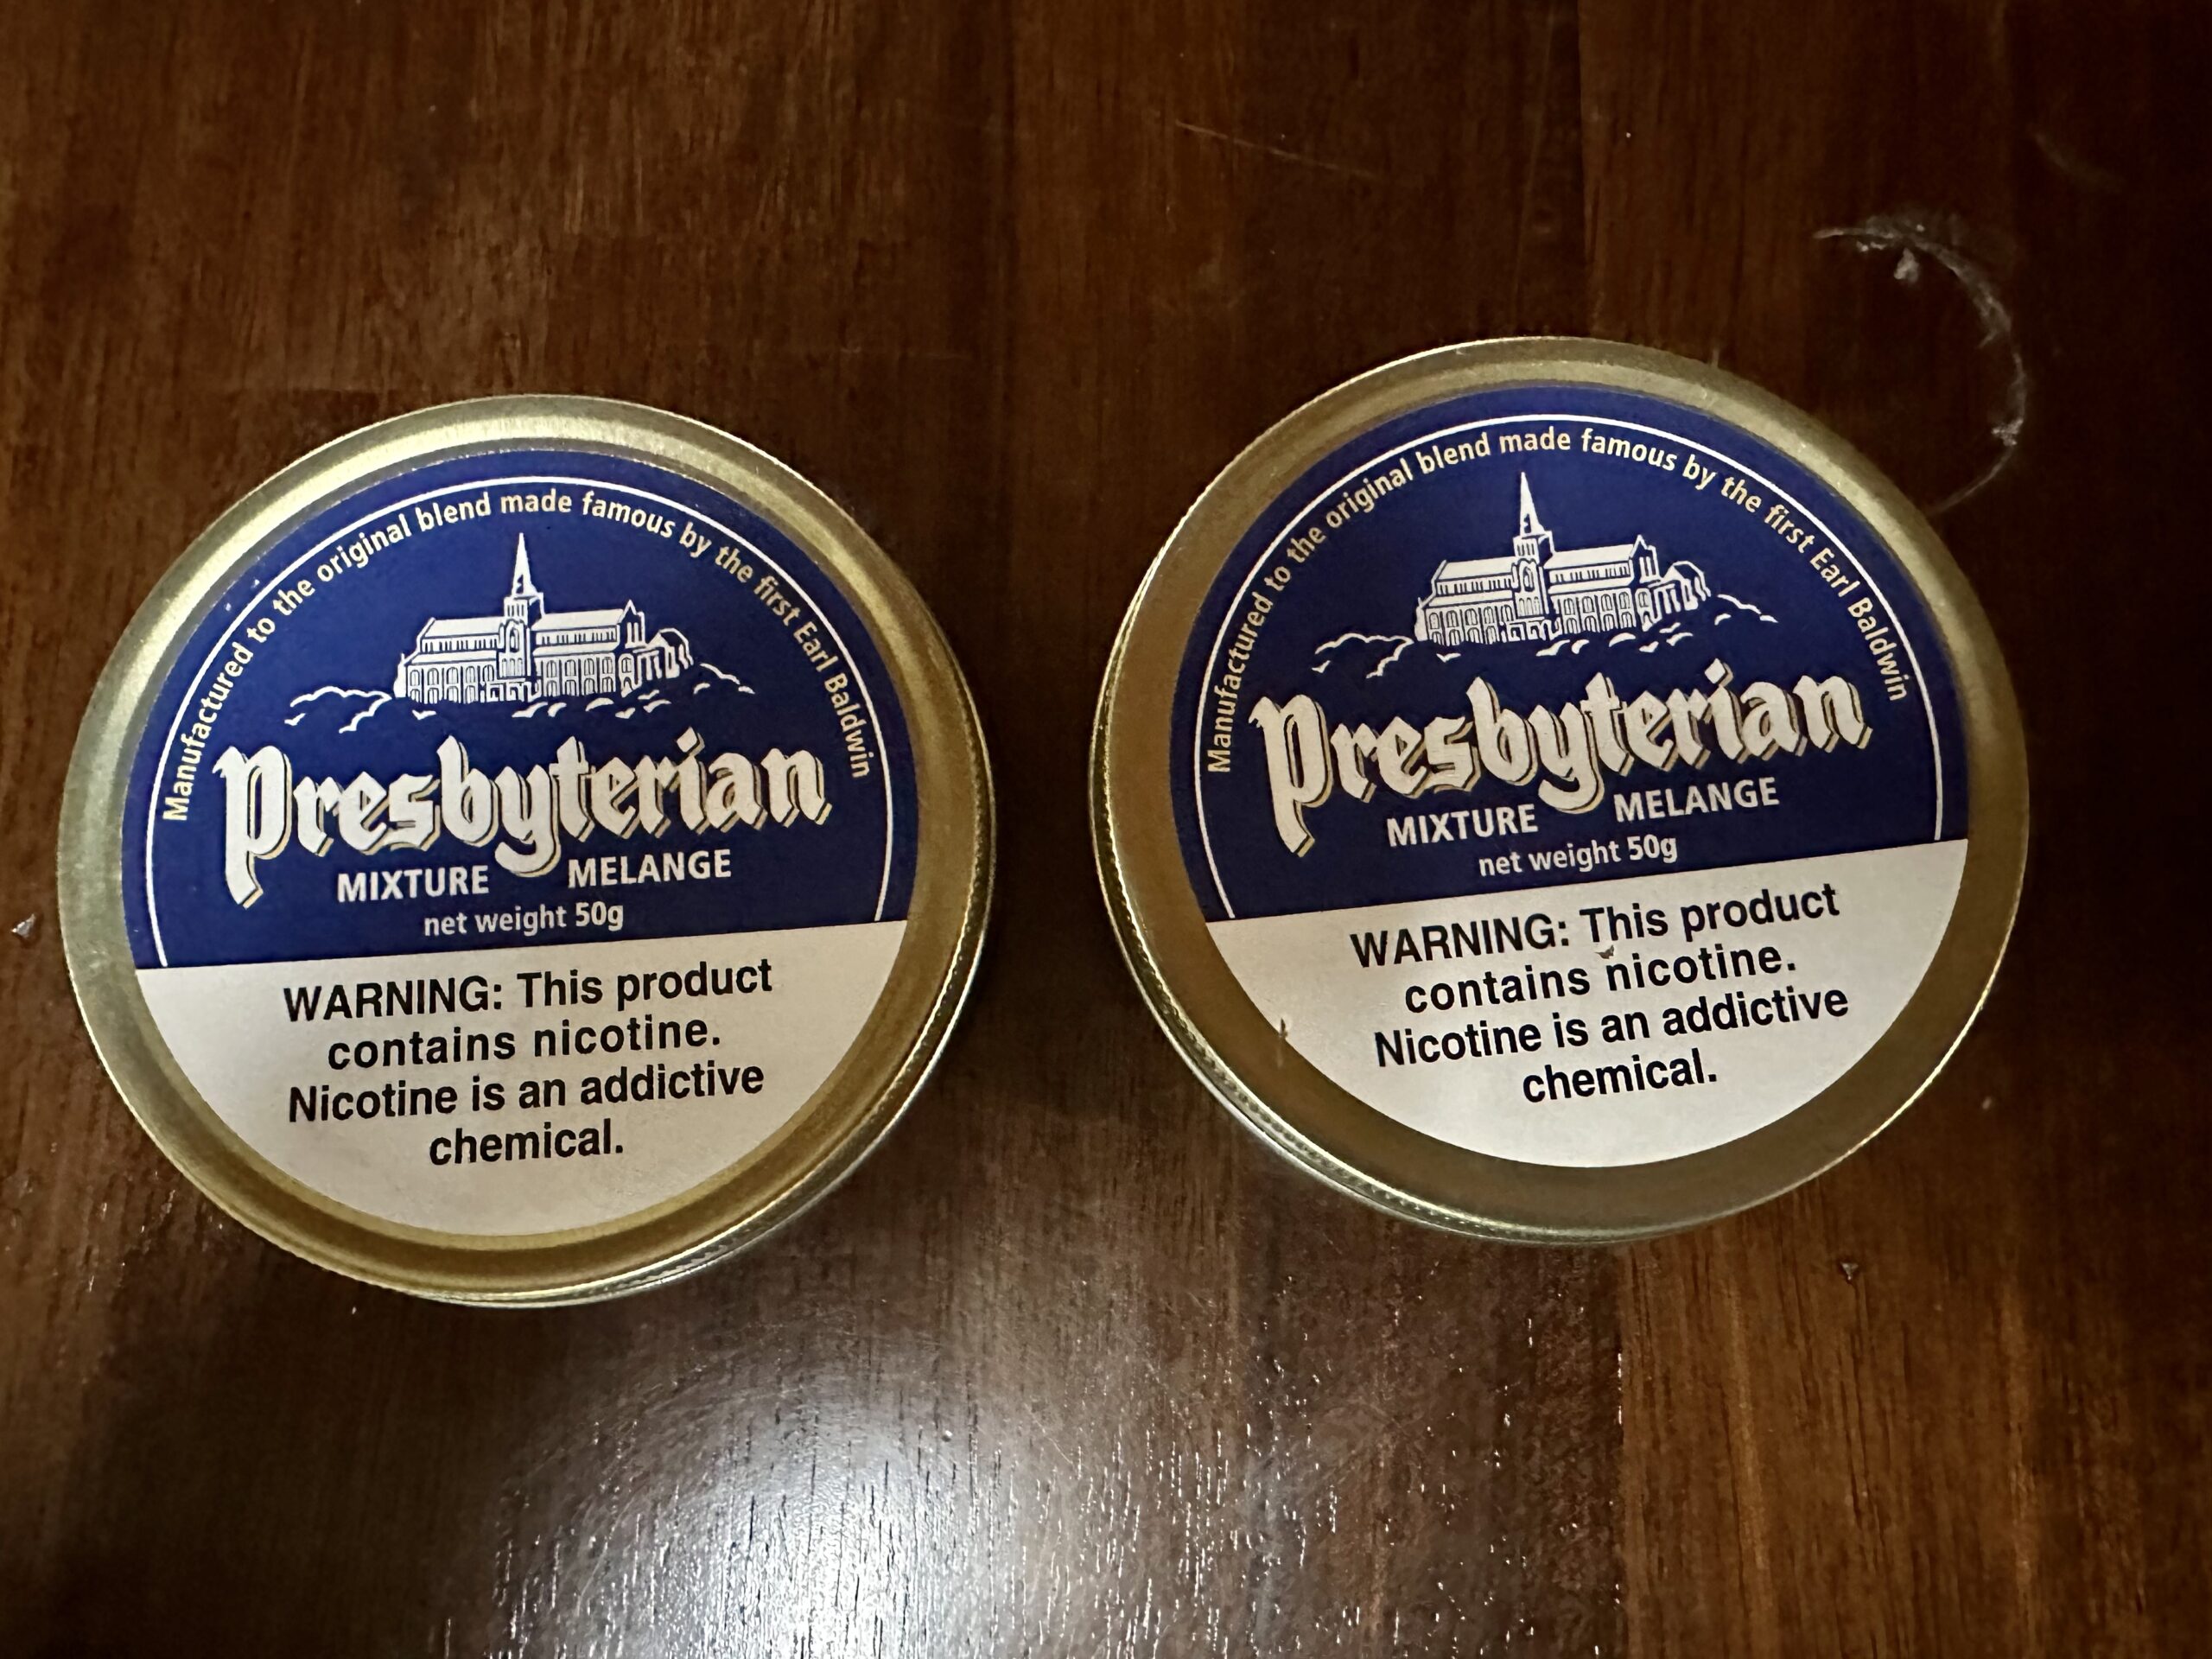 Manufactured to the original blend made famous by the first Earl Baldwin
Presbyterian
MIXTURE MELANGE
net weight 50g
WARNING: This product
contains nicotine.
Nicotine is an addictive
chemical.
Manufactured to the original blend made famous by the first Earl Baldwin
Presbyterian
MIXTURE MELANGE
net weight 50g
WARNING: This product
contains nicotine.
Nicotine is an addictive
chemical.